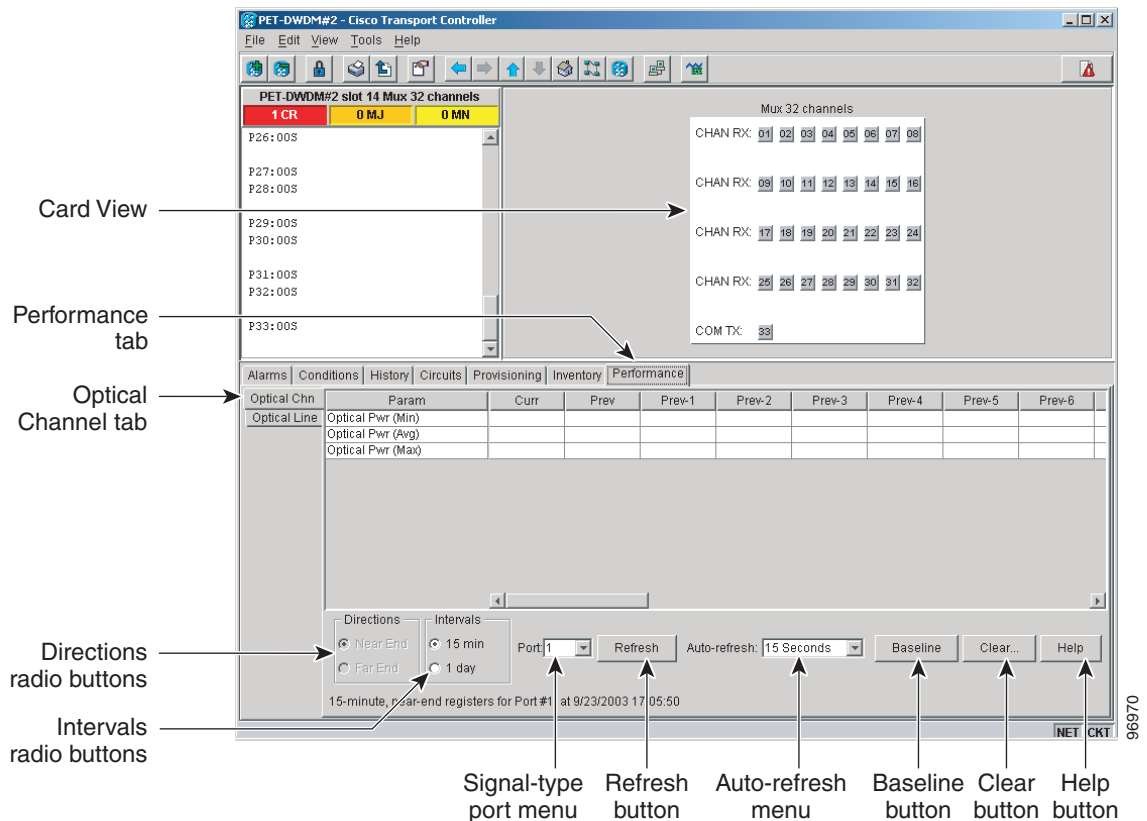 PET-DWDM#2 - Cisco Transport Controller
File Edit View Tools Help
PET-DWDM#2 slot 14 Mux 32 channels
1 CR 0 MJ 0 MN
P26:OOS
P27:OOS
P28:OOS
P29:OOS
P30:OOS
P31:OOS
P32:OOS
P33:OOS
Mux 32 channels
CHAN RX: 01 02 03 04 05 06 07 08
CHAN RX: 09 10 11 12 13 14 15 16
CHAN RX: 17 18 19 20 21 22 23 24
CHAN RX: 25 26 27 28 29 30 31 32
COM TX: 33
Card View
Performance
tab
Optical
Channel tab
Alarms Conditions History Circuits Provisioning Inventory Performance
Optical Chn
Optical Line
Param Curr Prev Prev-1 Prev-2 Prev-3 Prev-4 Prev-5 Prev-6
Optical Pwr (Min)
Optical Pwr (Avg)
Optical Pwr (Max)
Directions
Near End
Far End
Intervals
15 min
1 day
Port: 1
Refresh
Auto-refresh: 15 Seconds
Baseline
Clear...
Help
15-minute, near-end registers for Port #1 at 9/23/2003 17:05:50
NET CKT
Directions
radio buttons
Intervals
radio buttons
Signal-type
port menu
Refresh
button
Auto-refresh
menu
Baseline
button
Clear
button
Help
button
96970